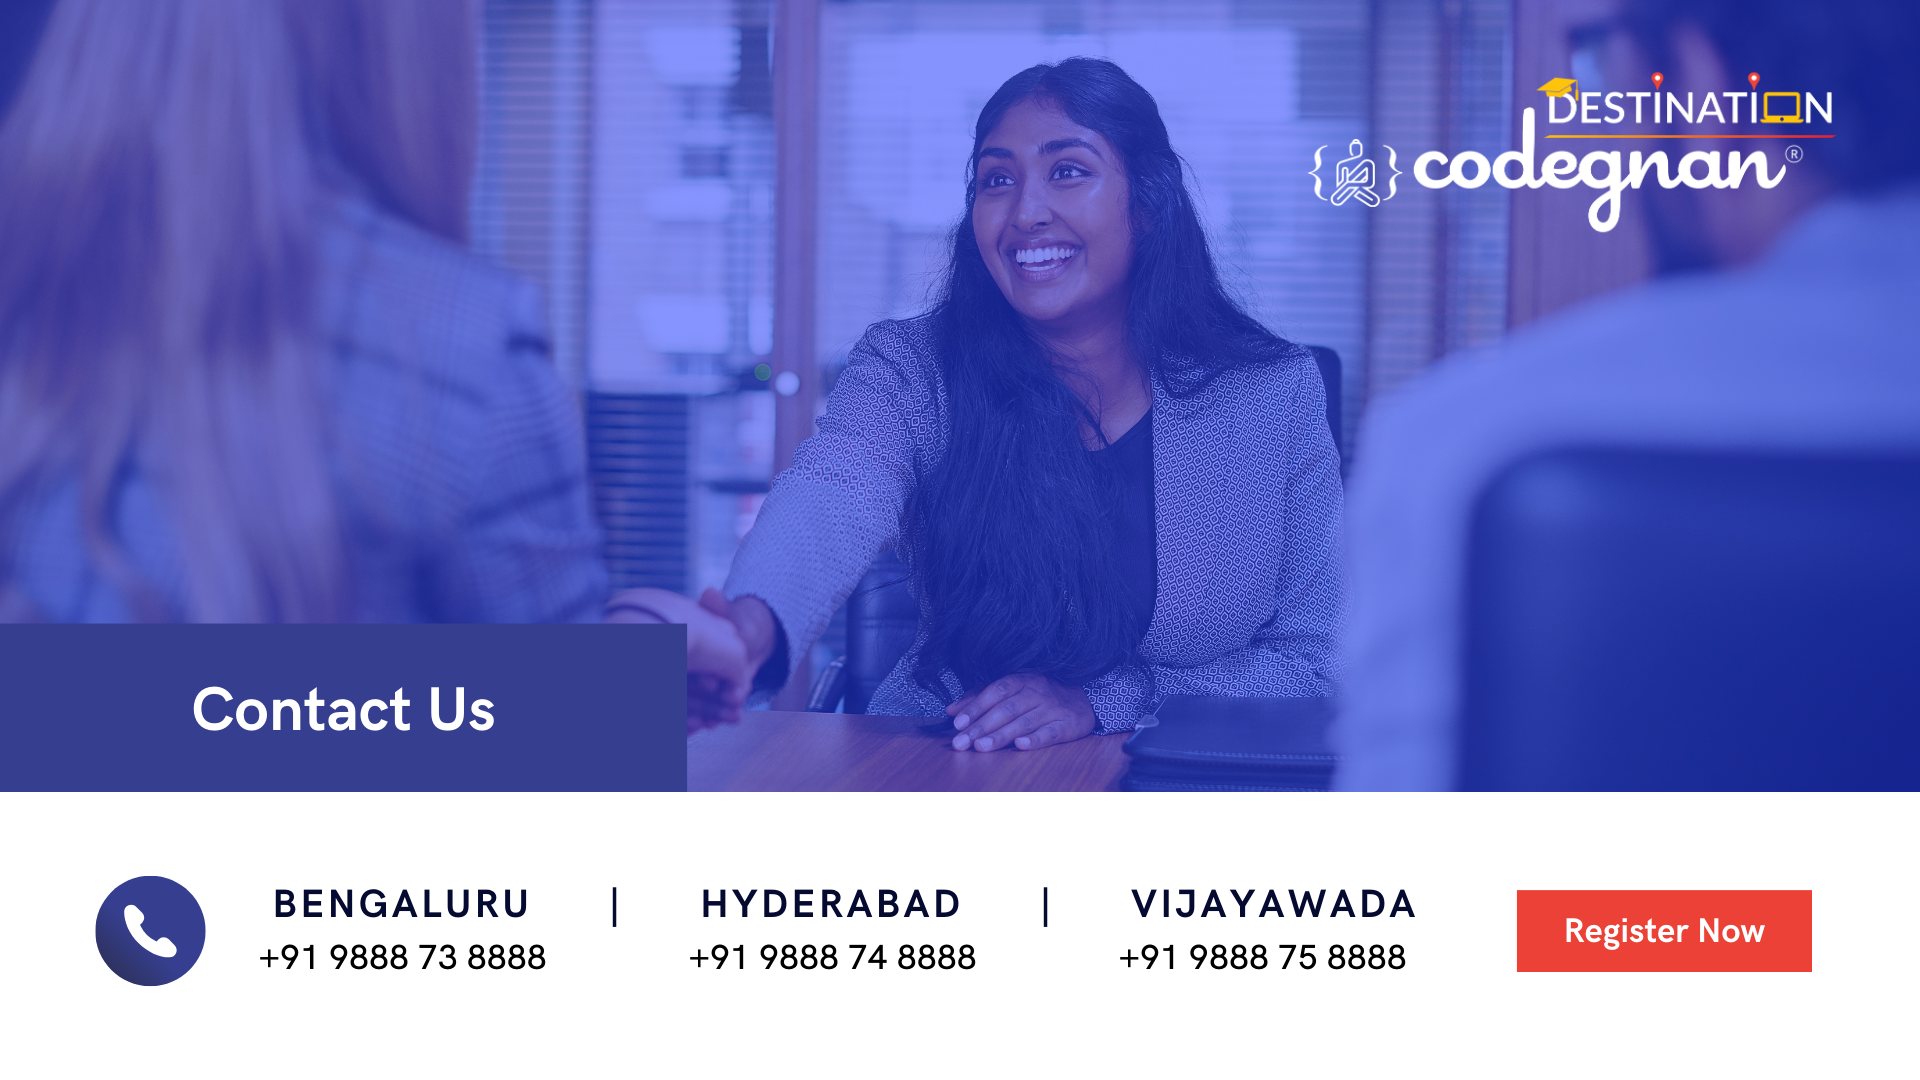 DESTINATION
codegnan®
Contact Us
BENGALURU | HYDERABAD | VIJAYAWADA
+91 9888 73 8888 +91 9888 74 8888 +91 9888 75 8888
Register Now